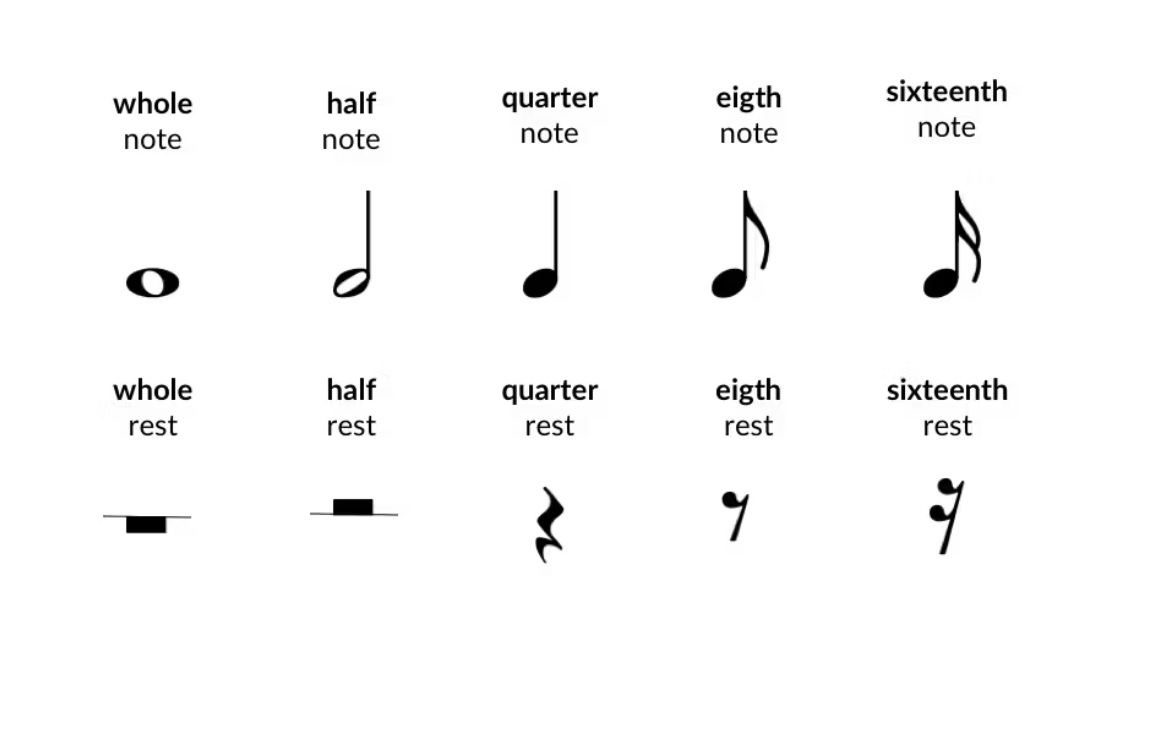 whole
note
half
note
quarter
note
eigth
note
sixteenth
note
whole
rest
half
rest
quarter
rest
eigth
rest
sixteenth
rest